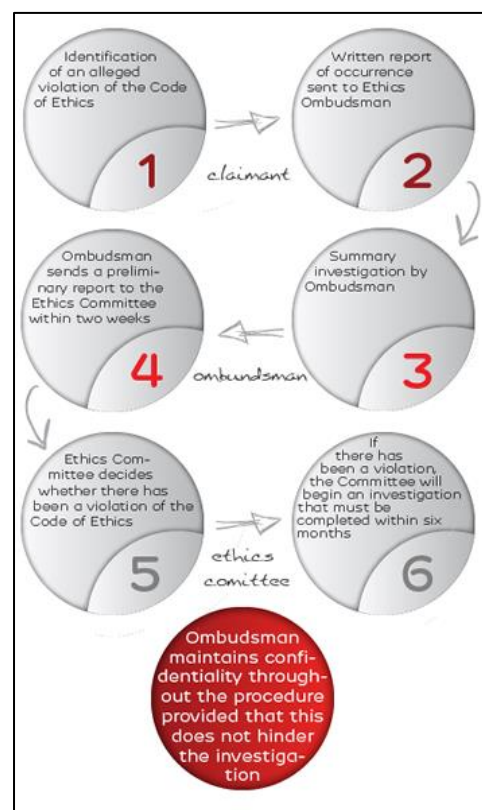 Identification
of an alleged
violation of the Code
of Ethics
1
claimant
Written report
of occurrence
sent to Ethics
Ombudsman
2
Summary
investigation by
Ombudsman
3
ombundsman
Ombudsman
sends a prelimi-
nary report to the
Ethics Committee
within two weeks
4
Ethics Com-
mittee decides
whether there has
been a violation of the
Code of Ethics
5
ethics
comittee
If
there has
been a violation,
the Committee will
begin an investigation
that must be
completed within six
months
6
Ombudsman
maintains confi-
dentiality through-
out the procedure
provided that this
does not hinder
the investiga-
tion